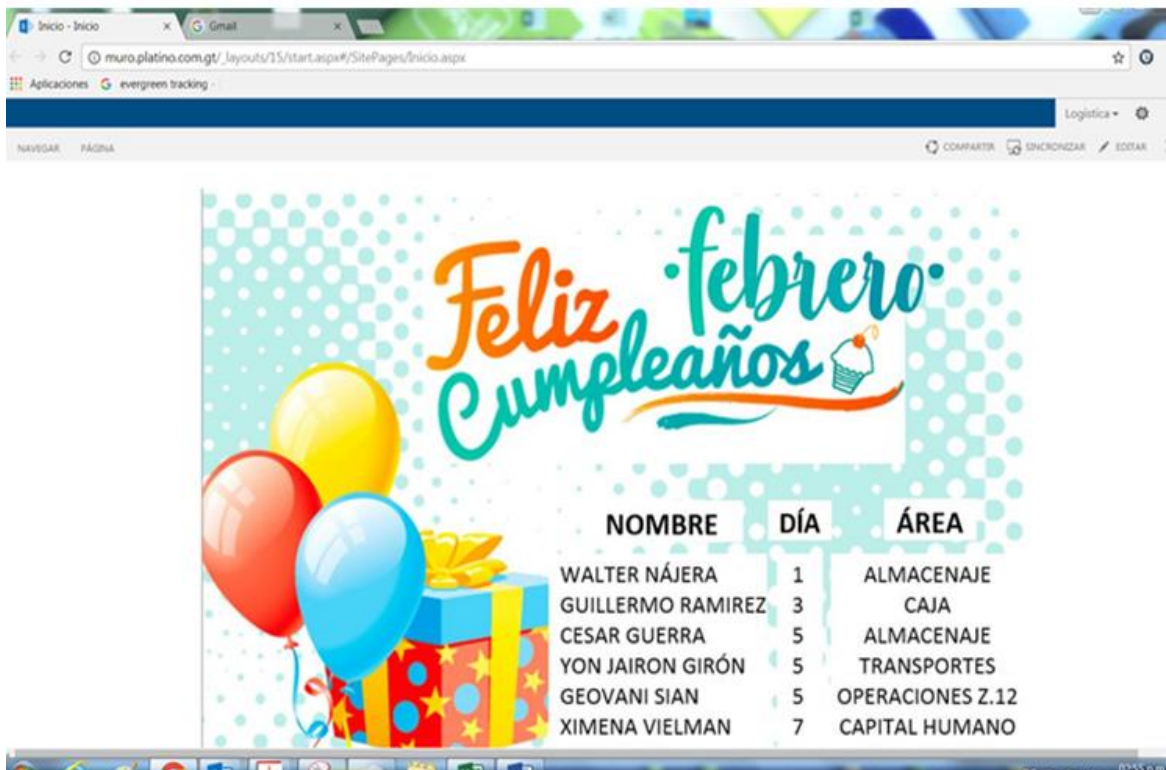 Inicio - Inicio
Gmail
muro.platino.com.gt/_layouts/15/start.aspx#/SitePages/Inicio.aspx
Aplicaciones
evergreen tracking -
Logística
NAVEGAR PÁGINA
COMPARTIR SINCRONIZAR EDITAR
Feliz febrero
Cumpleaños
NOMBRE DÍA ÁREA
WALTER NÁJERA 1 ALMACENAJE
GUILLERMO RAMIREZ 3 CAJA
CESAR GUERRA 5 ALMACENAJE
YON JAIRON GIRÓN 5 TRANSPORTES
GEOVANI SIAN 5 OPERACIONES Z.12
XIMENA VIELMAN 7 CAPITAL HUMANO
02:55 p.m.